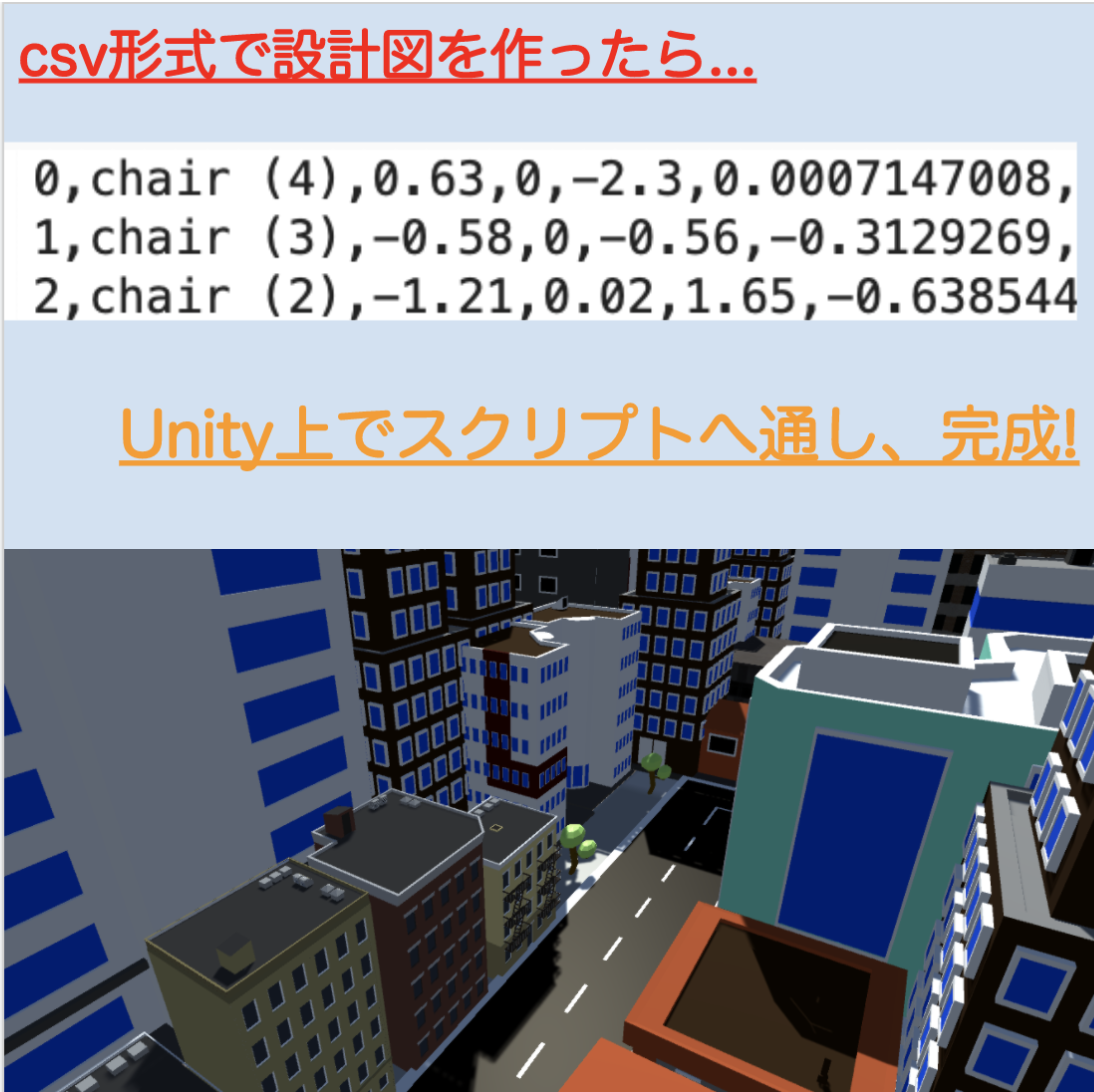 csv形式で設計図を作ったら...
0,chair (4),0.63,0,-2.3,0.0007147008,
1,chair (3),-0.58,0,-0.56,-0.3129269,
2,chair (2),-1.21,0.02,1.65,-0.638544
Unity上でスクリプトへ通し、完成!